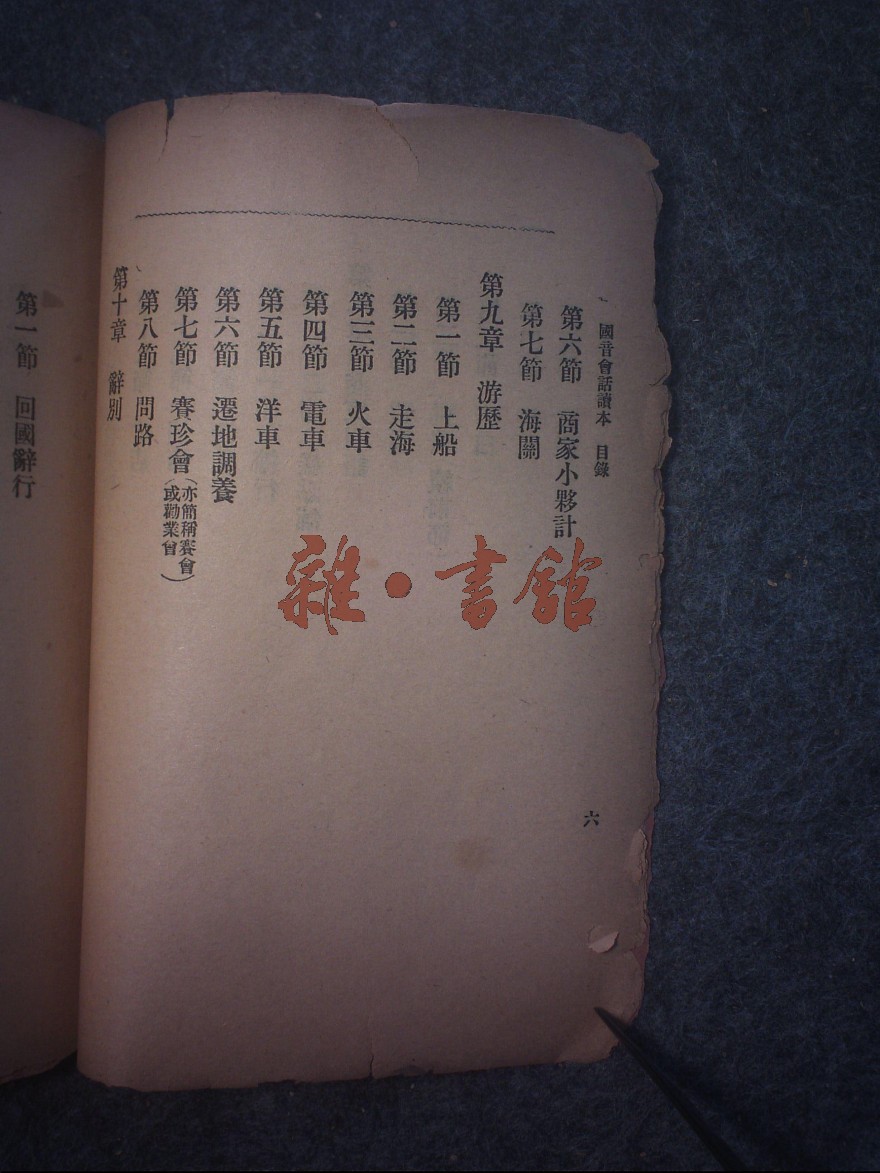 國音會話讀本 目錄
第六節 商家小夥計
第七節 海關
第九章 游歷
第一節 上船
第二節 走海
第三節 火車
第四節 電車
第五節 洋車
第六節 遷地調養
第七節 賽珍會(亦簡稱賽會或勸業會)
第八節 問路
第十章 辭別
六
第一節 回國辭行
雜·書館